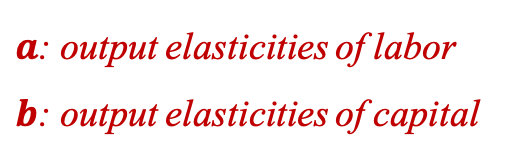 a: output elasticities of labor
b: output elasticities of capital